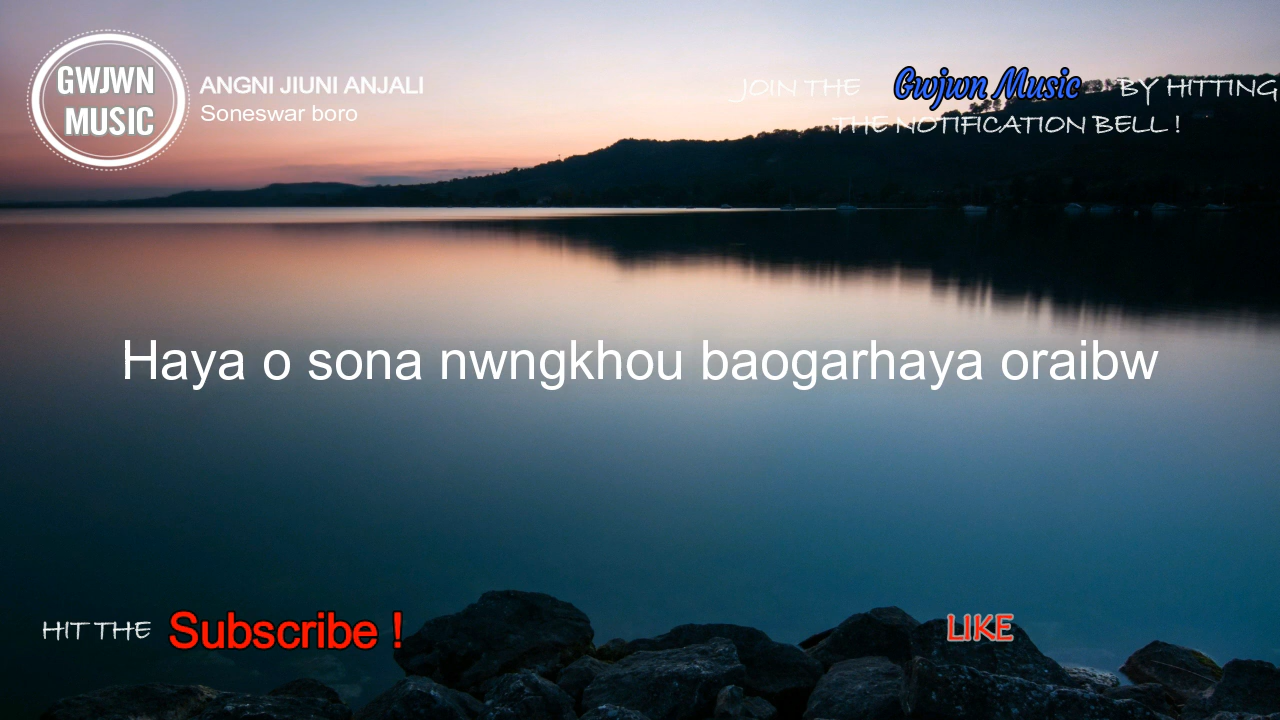 GWJWN
MUSIC
ANGNI JIUNI ANJALI
Soneswar boro
JOIN THE Gwjwn Music BY HITTING
THE NOTIFICATION BELL !
Haya o sona nwngkhou baogarhaya oraibw
HIT THE Subscribe !
LIKE